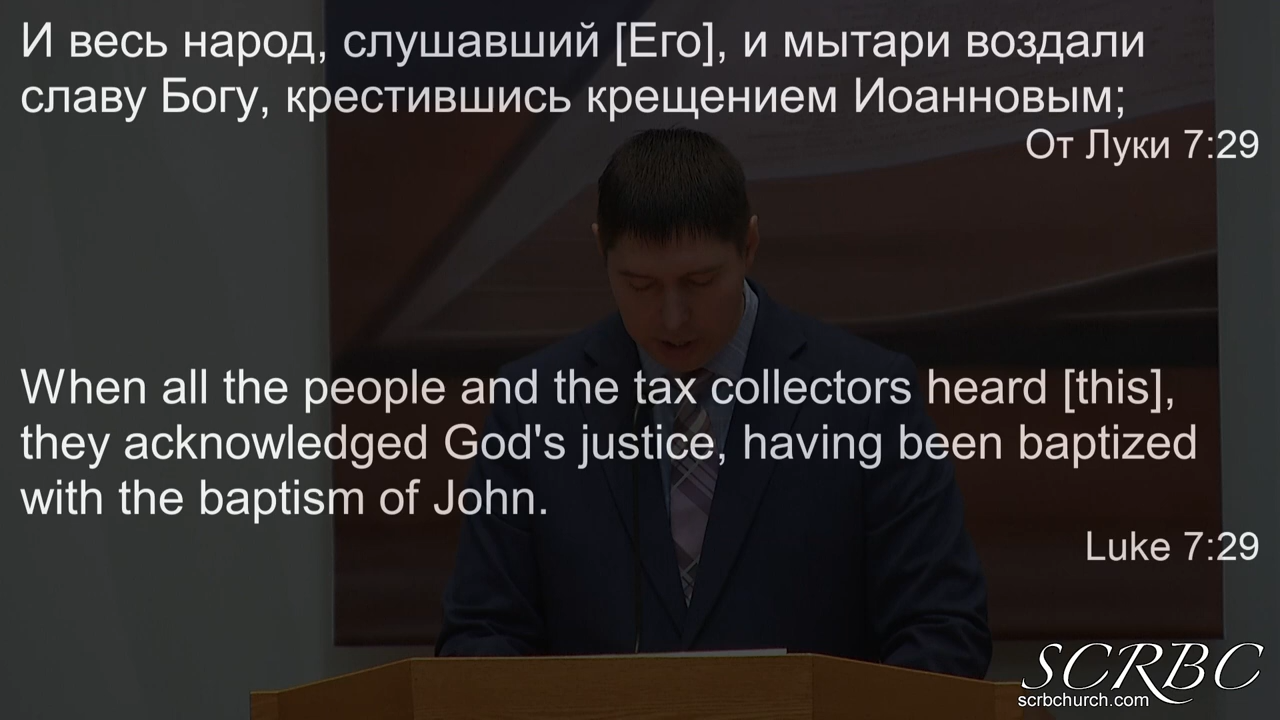 И весь народ, слушавший [Его], и мытари воздали
славу Богу, крестившись крещением Иоанновым;
От Луки 7:29
When all the people and the tax collectors heard [this],
they acknowledged God's justice, having been baptized
with the baptism of John.
Luke 7:29
SCRBC
scrbchurch.com